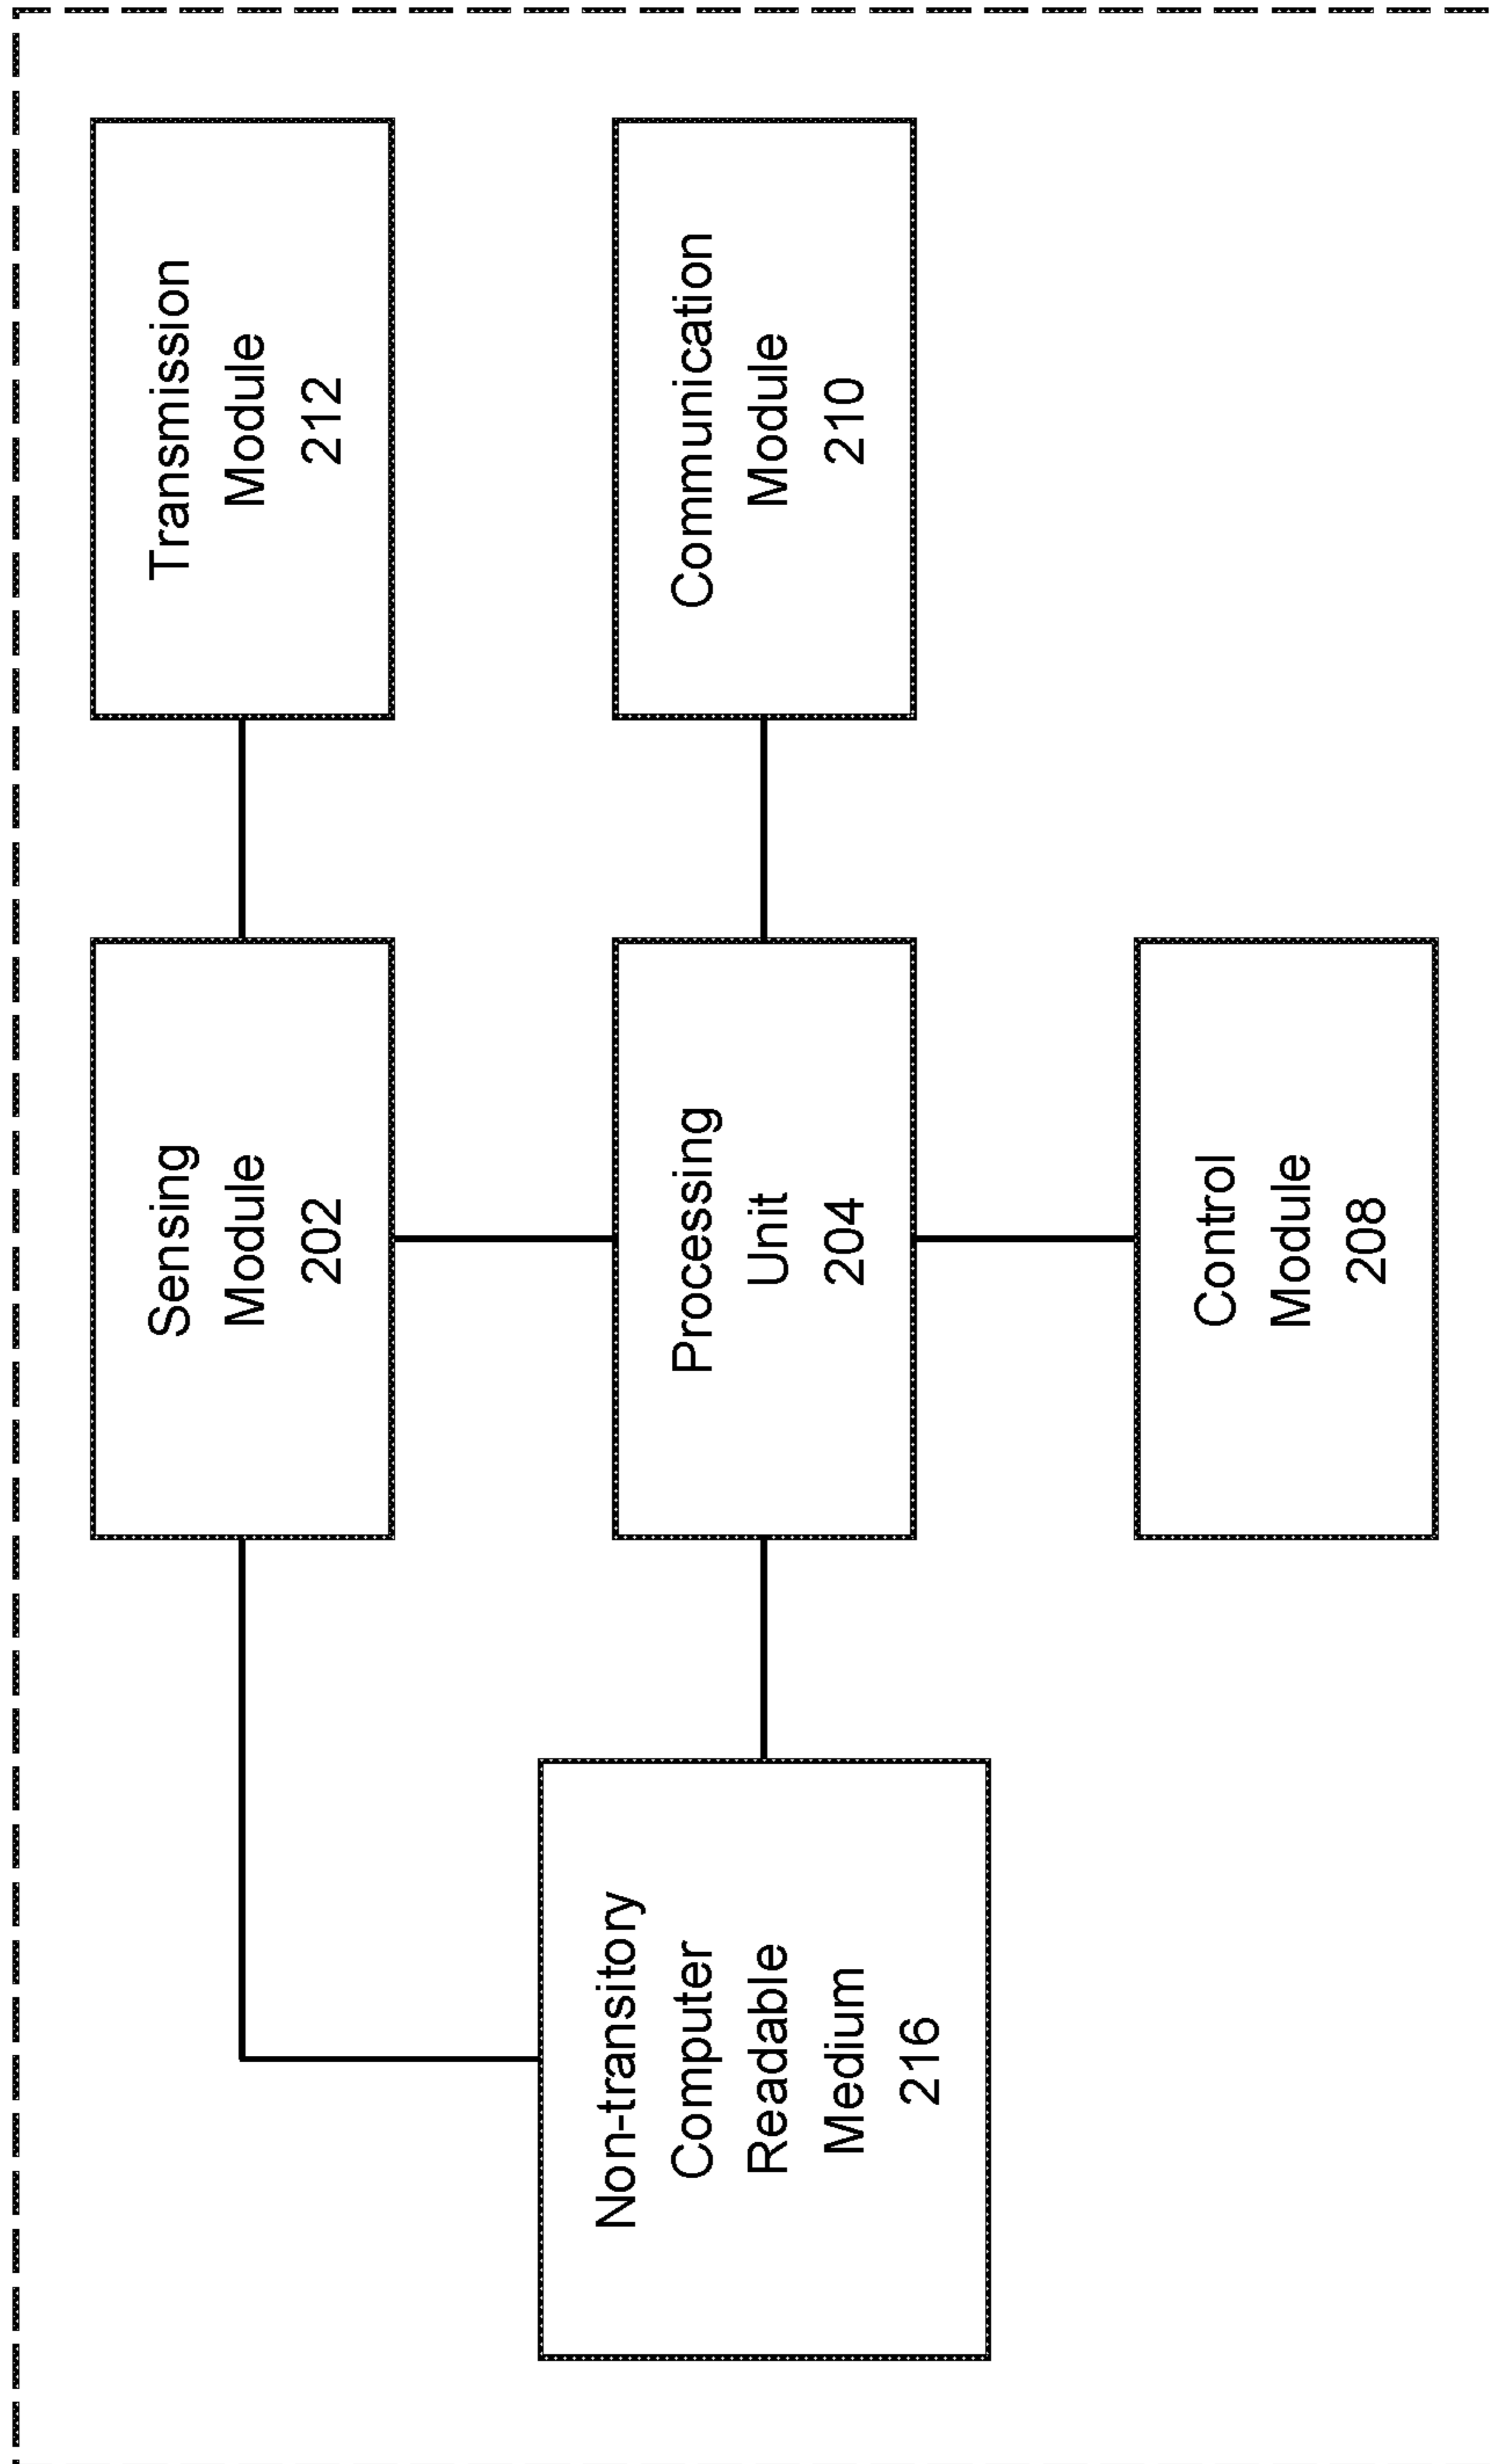 Sensing
Module
202
Transmission
Module
212
Non-transitory
Computer
Readable
Medium
216
Processing
Unit
204
Communication
Module
210
Control
Module
208